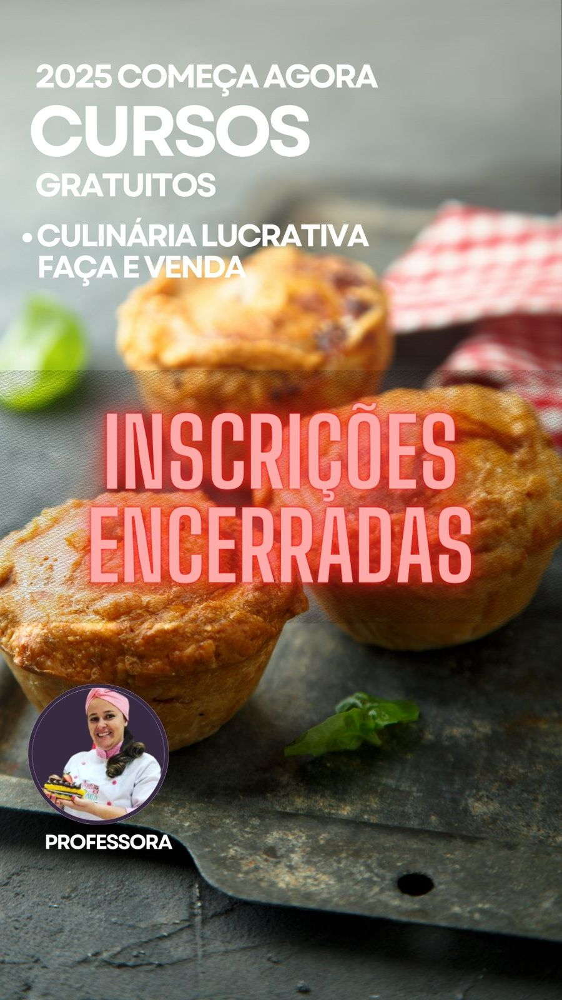 2025 COMEÇA AGORA
CURSOS
GRATUITOS
• CULINÁRIA LUCRATIVA
FAÇA E VENDA
INSCRIÇÕES
ENCERRADAS
PROFESSORA